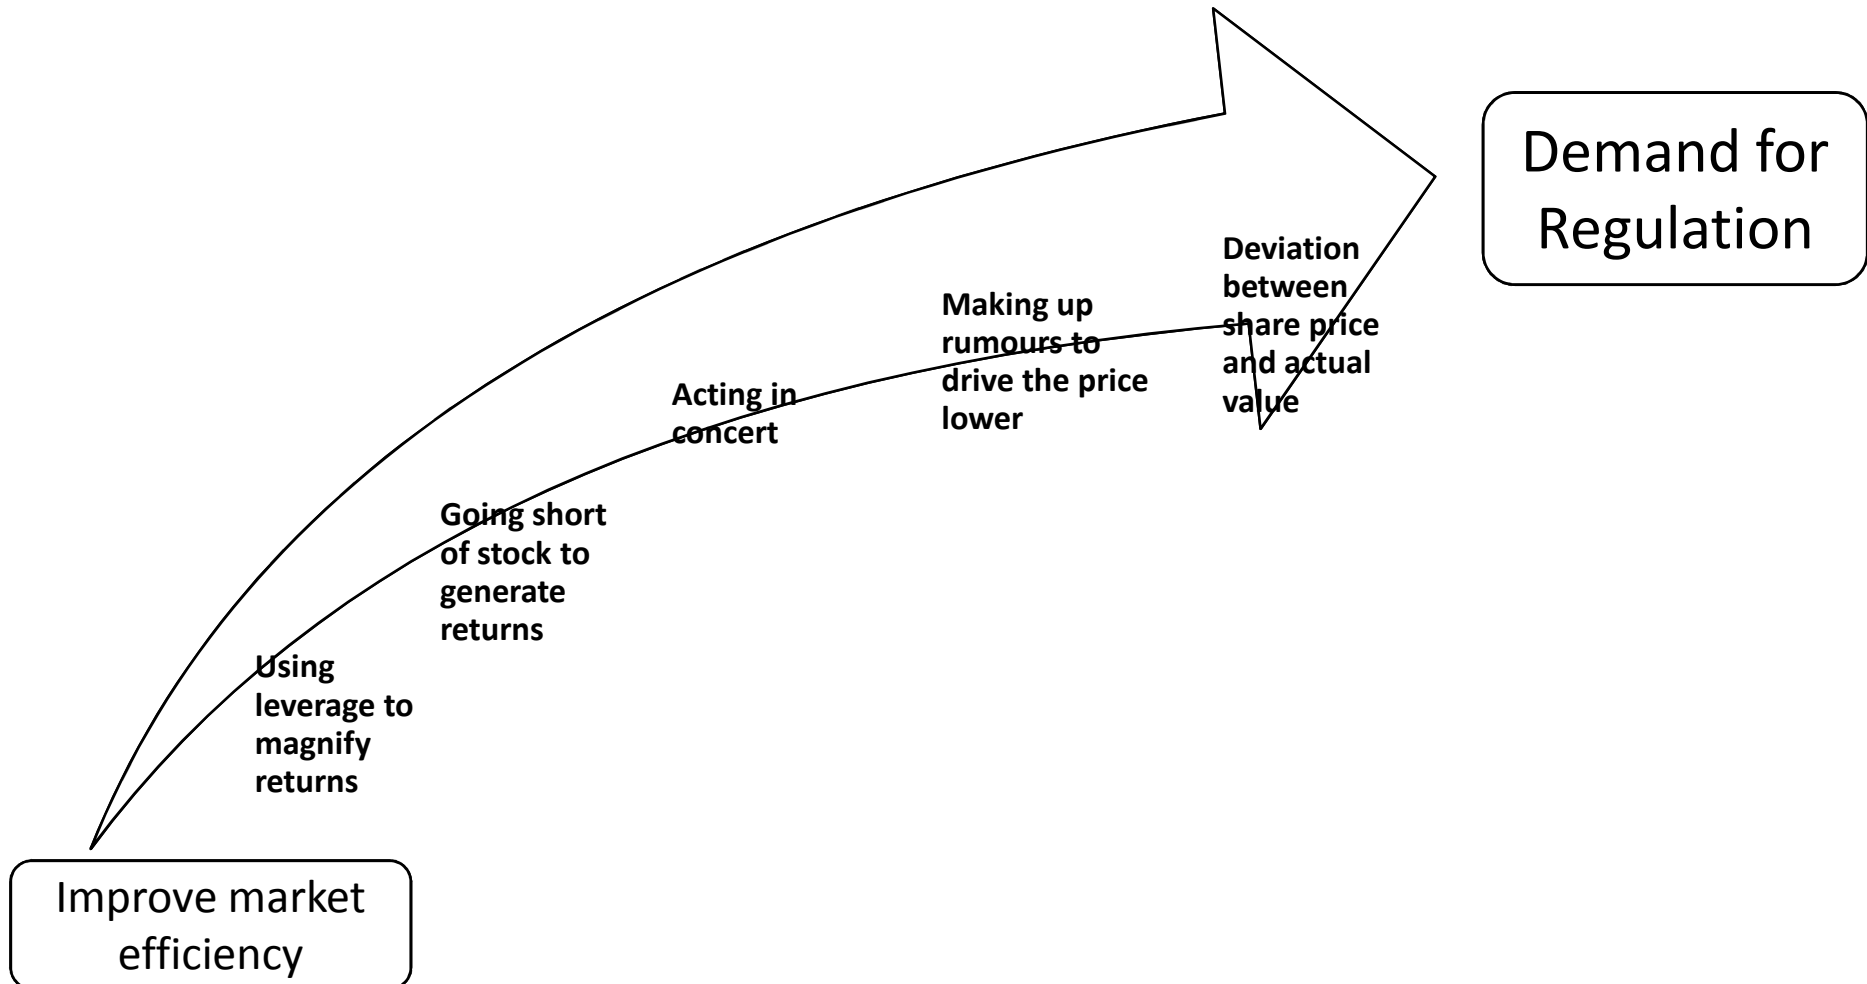 Demand for
Regulation
Deviation
between
share price
and actual
value
Making up
rumours to
drive the price
lower
Acting in
concert
Going short
of stock to
generate
returns
Using
leverage to
magnify
returns
Improve market
efficiency